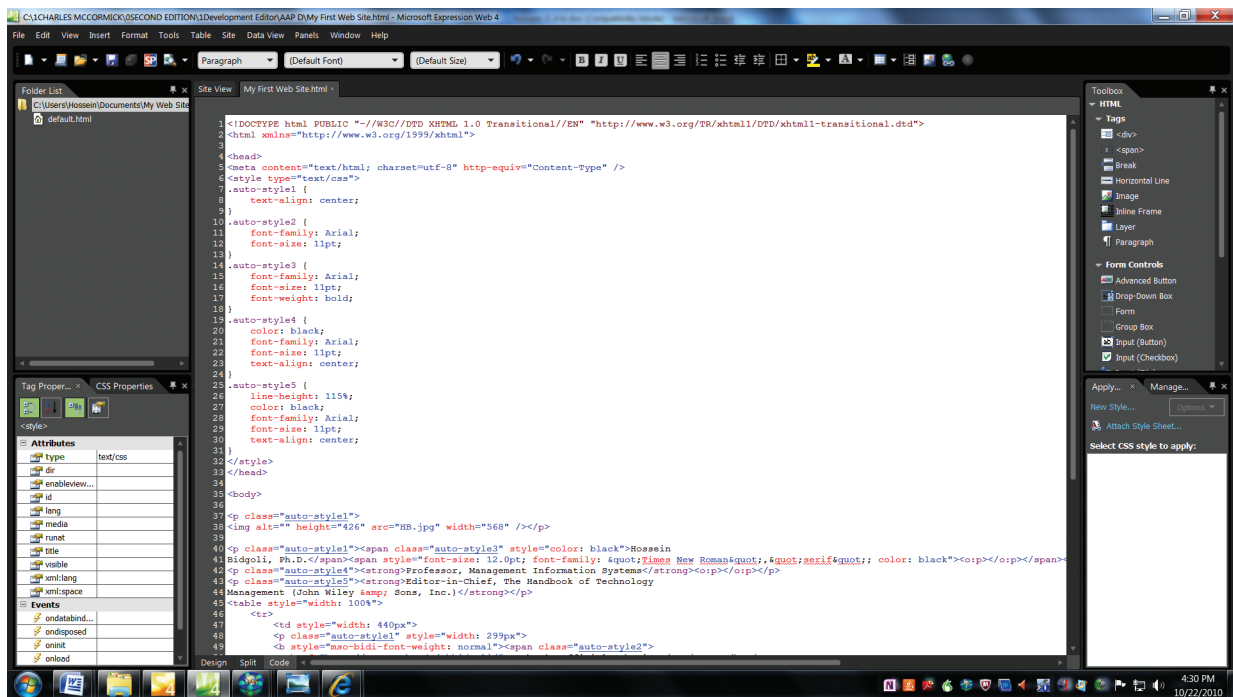 C:\1CHARLES MCCORMICK\0SECOND EDITION\1Development Editor\AAP D\My First Web Site.html - Microsoft Expression Web 4
File Edit View Insert Format Tools Table Site Data View Panels Window Help
Paragraph (Default Font) (Default Size) B I U
Folder List
C:\Users\Hossein\Documents\My Web Site
default.html
Site View My First Web Site.html
1 <!DOCTYPE html PUBLIC "-//W3C//DTD XHTML 1.0 Transitional//EN" "http://www.w3.org/TR/xhtml1/DTD/xhtml1-transitional.dtd">
2 <html xmlns="http://www.w3.org/1999/xhtml">
3
4 <head>
5 <meta content="text/html; charset=utf-8" http-equiv="Content-Type" />
6 <style type="text/css">
7 .auto-style1 {
8 text-align: center;
9 }
10 .auto-style2 {
11 font-family: Arial;
12 font-size: 11pt;
13 }
14 .auto-style3 {
15 font-family: Arial;
16 font-size: 11pt;
17 font-weight: bold;
18 }
19 .auto-style4 {
20 color: black;
21 font-family: Arial;
22 font-size: 11pt;
23 text-align: center;
24 }
25 .auto-style5 {
26 line-height: 115%;
27 color: black;
28 font-family: Arial;
29 font-size: 11pt;
30 text-align: center;
31 }
32 </style>
33 </head>
34
35 <body>
36
37 <p class="auto-style1">
38 <img alt="" height="426" src="HB.jpg" width="568" /></p>
39
40 <p class="auto-style1"><span class="auto-style3" style="color: black">Hossein
41 Bidgoli, Ph.D.</span><span style="font-size: 12.0pt; font-family: &quot;Times New Roman&quot;,&quot;serif&quot;; color: black"><o:p></o:p></span><
42 <p class="auto-style4"><strong>Professor, Management Information Systems</strong><o:p></o:p></p>
43 <p class="auto-style5"><strong>Editor-in-Chief, The Handbook of Technology
44 Management (John Wiley &amp; Sons, Inc.)</strong></p>
45 <table style="width: 100%">
46 <tr>
47 <td style="width: 440px">
48 <p class="auto-style1" style="width: 299px">
49 <b style="mso-bidi-font-weight: normal"><span class="auto-style2">
Design Split Code
Tag Proper... CSS Properties
<style>
Attributes
type text/css
dir
enableview...
id
lang
media
runat
title
visible
xml:lang
xml:space
Events
ondatabind...
ondisposed
oninit
onload
Toolbox
HTML
Tags
<div>
<span>
Break
Horizontal Line
Image
Inline Frame
Layer
Paragraph
Form Controls
Advanced Button
Drop-Down Box
Form
Group Box
Input (Button)
Input (Checkbox)
Apply... Manage...
New Style... Options
Attach Style Sheet...
Select CSS style to apply:
4:30 PM
10/22/2010